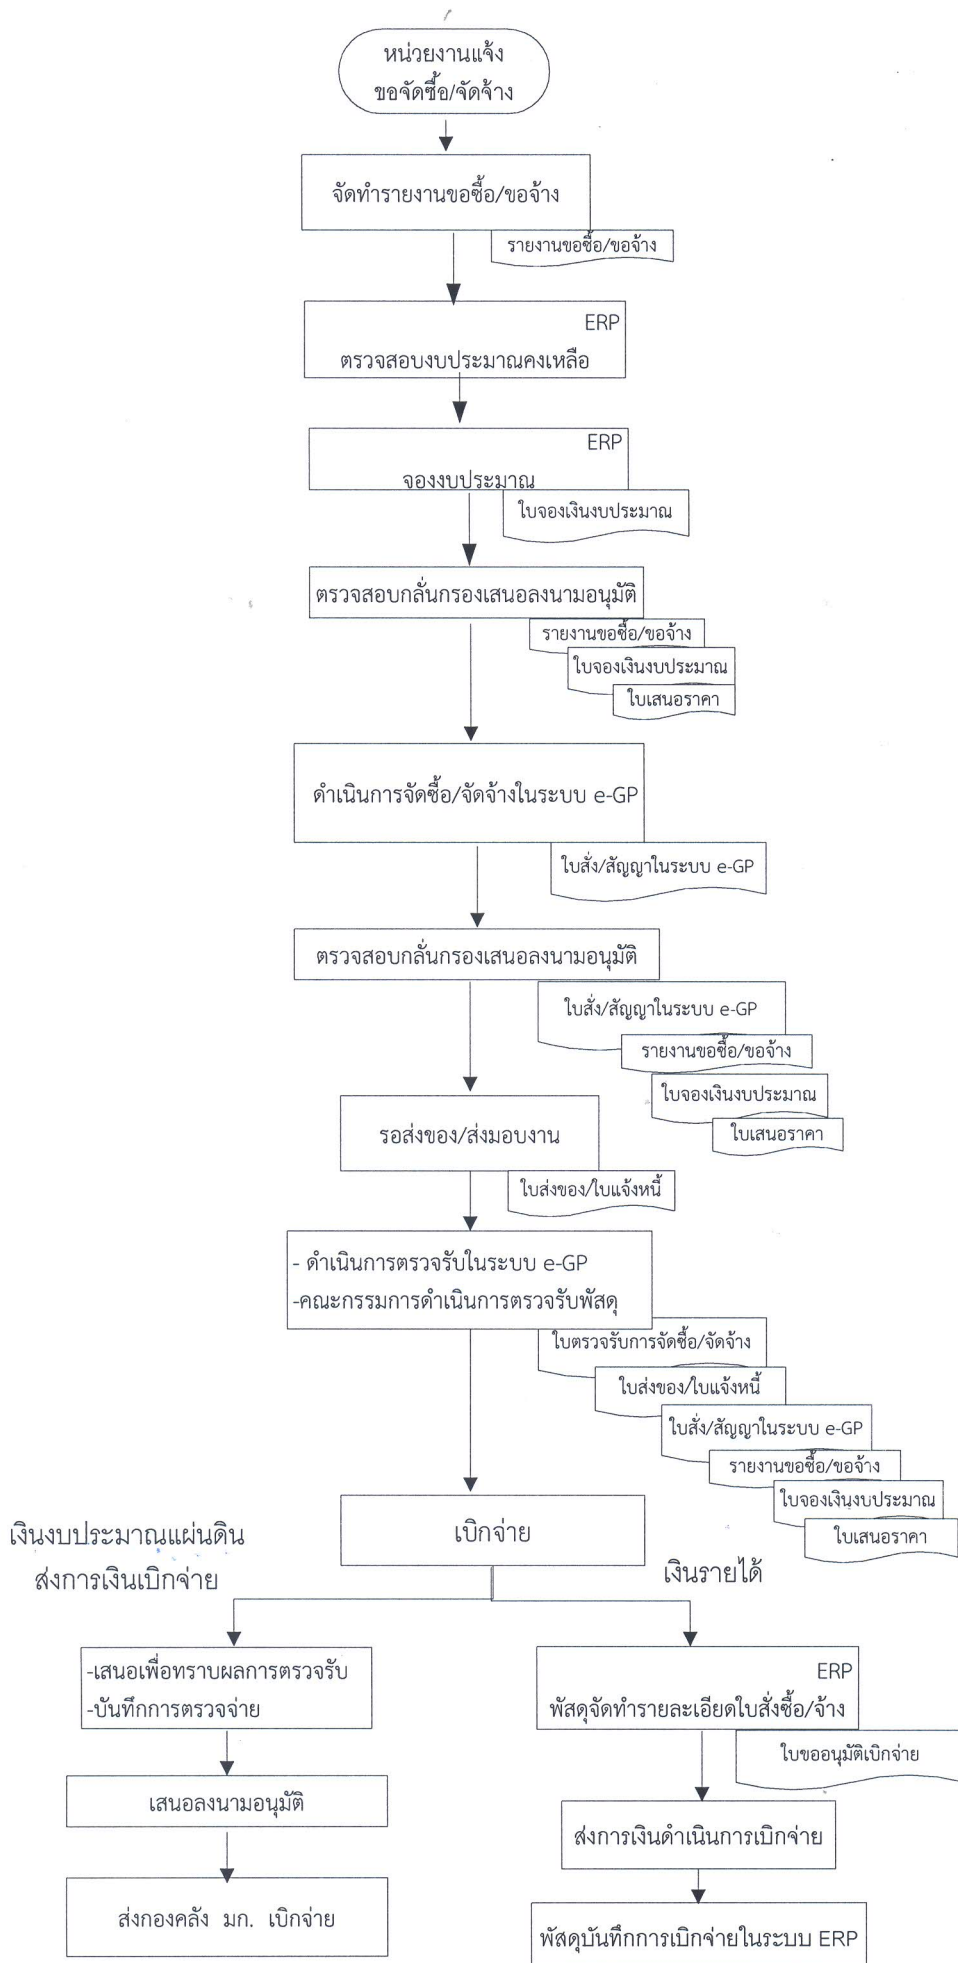 หน่วยงานแจ้ง
ขอจัดซื้อ/จัดจ้าง
จัดทำรายงานขอซื้อ/ขอจ้าง
รายงานขอซื้อ/ขอจ้าง
ERP
ตรวจสอบงบประมาณคงเหลือ
ERP
จองงบประมาณ
ใบจองเงินงบประมาณ
ตรวจสอบกลั่นกรองเสนอลงนามอนุมัติ
รายงานขอซื้อ/ขอจ้าง
ใบจองเงินงบประมาณ
ใบเสนอราคา
ดำเนินการจัดซื้อ/จัดจ้างในระบบ e-GP
ใบสั่ง/สัญญาในระบบ e-GP
ตรวจสอบกลั่นกรองเสนอลงนามอนุมัติ
ใบสั่ง/สัญญาในระบบ e-GP
รายงานขอซื้อ/ขอจ้าง
ใบจองเงินงบประมาณ
ใบเสนอราคา
รอส่งของ/ส่งมอบงาน
ใบส่งของ/ใบแจ้งหนี้
- ดำเนินการตรวจรับในระบบ e-GP
-คณะกรรมการดำเนินการตรวจรับพัสดุ
ใบตรวจรับการจัดซื้อ/จัดจ้าง
ใบส่งของ/ใบแจ้งหนี้
ใบสั่ง/สัญญาในระบบ e-GP
รายงานขอซื้อ/ขอจ้าง
ใบจองเงินงบประมาณ
ใบเสนอราคา
เบิกจ่าย
เงินงบประมาณแผ่นดิน
ส่งการเงินเบิกจ่าย
-เสนอเพื่อทราบผลการตรวจรับ
-บันทึกการตรวจจ่าย
เสนอลงนามอนุมัติ
ส่งกองคลัง มก. เบิกจ่าย
เงินรายได้
ERP
พัสดุจัดทำรายละเอียดใบสั่งซื้อ/จ้าง
ใบขออนุมัติเบิกจ่าย
ส่งการเงินดำเนินการเบิกจ่าย
พัสดุบันทึกการเบิกจ่ายในระบบ ERP